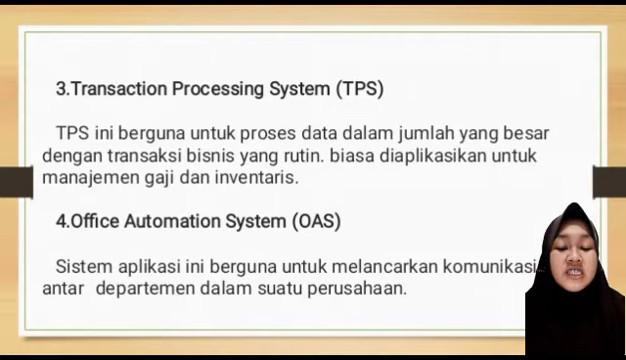 3.Transaction Processing System (TPS)
TPS ini berguna untuk proses data dalam jumlah yang besar
dengan transaksi bisnis yang rutin. biasa diaplikasikan untuk
manajemen gaji dan inventaris.
4.Office Automation System (OAS)
Sistem aplikasi ini berguna untuk melancarkan komunikasi
antar departemen dalam suatu perusahaan.